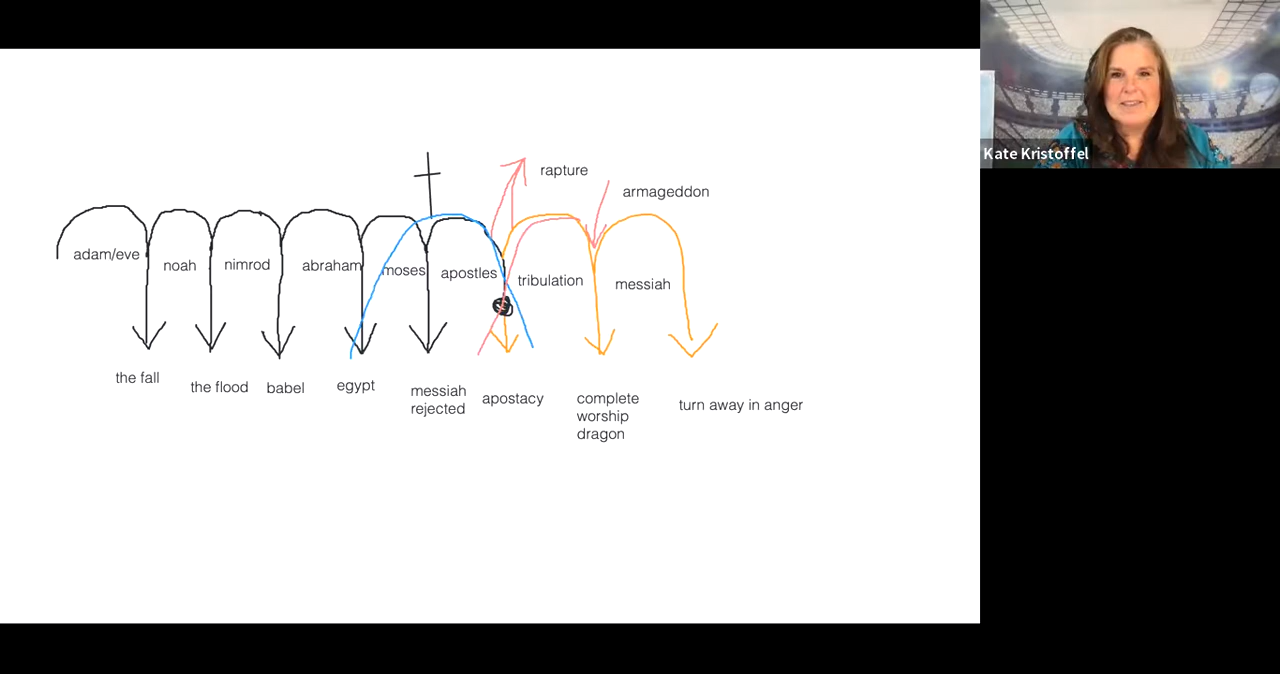 Kate Kristoffel
rapture
armageddon
adam/eve
noah
nimrod
abraham
moses
apostles
tribulation
messiah
the fall
the flood
babel
egypt
messiah
rejected
apostacy
complete
worship
dragon
turn away in anger